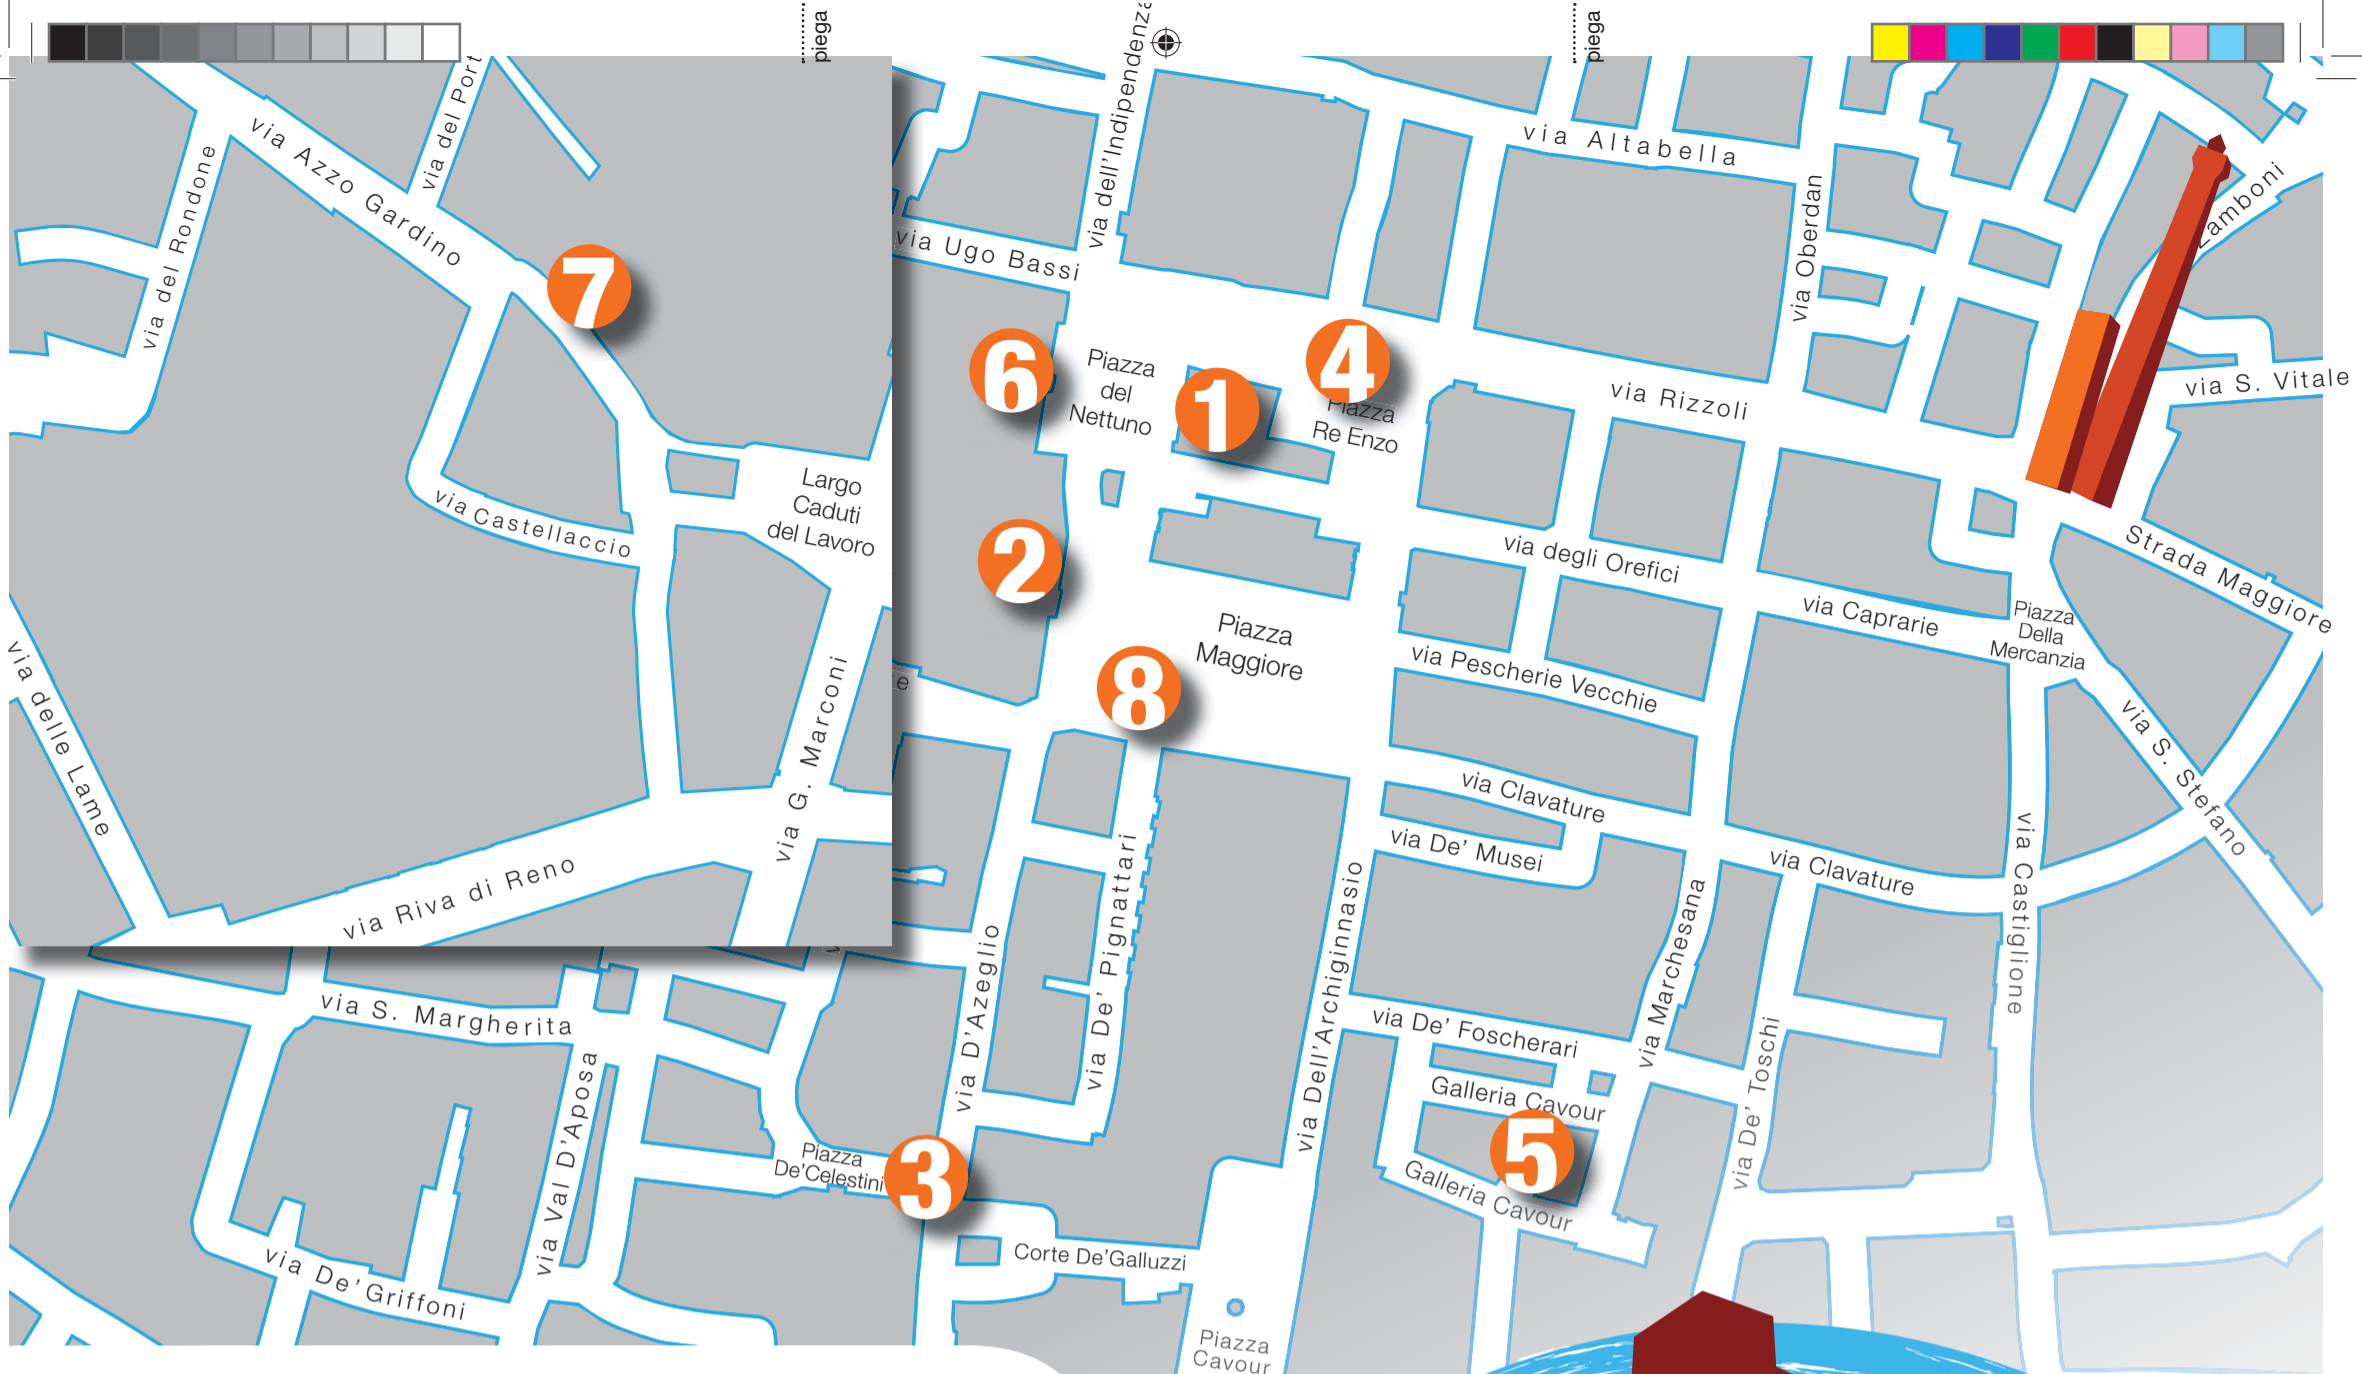 piega
piega
via dell'Indipendenza
via del Port
via Azzo Gardino
via del Rondone
via Altabella
via Oberdan
Zamboni
via Ugo Bassi
7
6
4
1
Piazza
del
Nettuno
Piazza
Re Enzo
via Rizzoli
via S. Vitale
Largo
Caduti
del Lavoro
via Castellaccio
2
via degli Orefici
Strada Maggiore
via Caprarie
Piazza
Della
Mercanzia
Piazza
Maggiore
8
via Pescherie Vecchie
via delle Lame
via G. Marconi
e
via S. Stefano
via Clavature
via De' Musei
via Clavature
via Castiglione
via Riva di Reno
via De' Pignattari
via Dell'Archiginnasio
via Marchesana
via D'Azeglio
via S. Margherita
via De' Foscherari
via De' Toschi
Galleria Cavour
5
Galleria Cavour
via Val D'Aposa
Piazza
De'Celestini
3
Corte De'Galluzzi
via De' Griffoni
Piazza
Cavour